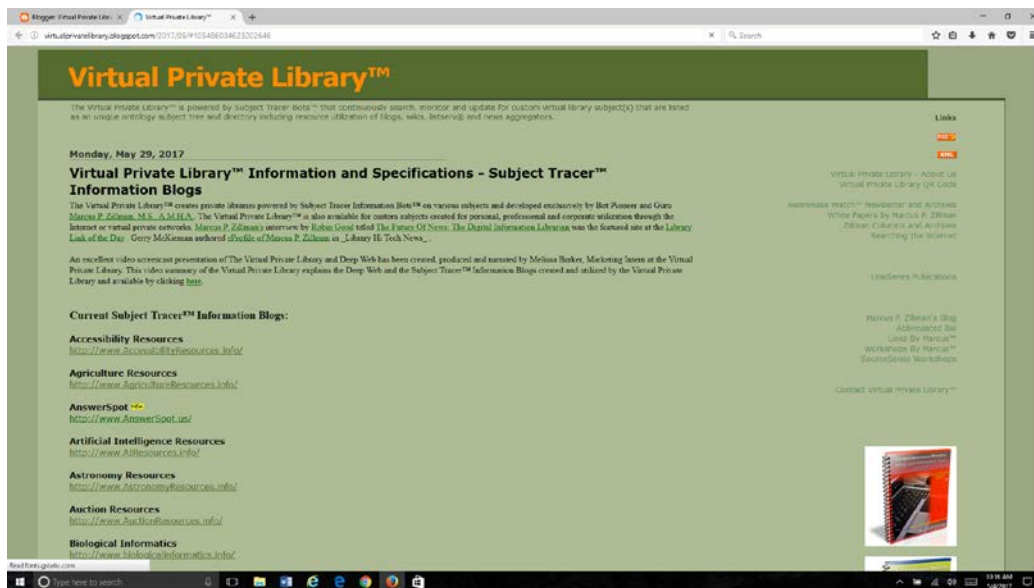 Blogger: Virtual Private Libr
Virtual Private Library™
virtualprivatelibrary.blogspot.com/2017/05/#105486034623202646
Search
Virtual Private Library™
The Virtual Private Library™ is powered by Subject Tracer Bots™ that continuously search, monitor and update for custom virtual library subject(s) that are listed
as an unique ontology subject tree and directory including resource utilization of blogs, wikis, listservs® and news aggregators.
Monday, May 29, 2017
Virtual Private Library™ Information and Specifications - Subject Tracer™
Information Blogs
The Virtual Private Library™ creates private libraries powered by Subject Tracer Information Bots™ on various subjects and developed exclusively by Bot Pioneer and Guru
Marcus P. Zillman, M.S., A.M.H.A.. The Virtual Private Library™ is also available for custom subjects created for personal, professional and corporate utilization through the
Internet or virtual private networks. Marcus P. Zillman's interview by Robin Good titled The Future Of News: The Digital Information Librarian was the featured site at the Library
Link of the Day . Gerry McKiernan authored eProfile of Marcus P. Zillman in _Library Hi Tech News_ .
An excellent video screencast presentation of The Virtual Private Library and Deep Web has been created, produced and narrated by Melissa Barker, Marketing Intern at the Virtual
Private Library. This video summary of the Virtual Private Library explains the Deep Web and the Subject Tracer™ Information Blogs created and utilized by the Virtual Private
Library and available by clicking here.
Current Subject Tracer™ Information Blogs:
Accessibility Resources
http://www.AccessibilityResources.info/
Agriculture Resources
http://www.AgricultureResources.info/
AnswerSpot
http://www.AnswerSpot.us/
Artificial Intelligence Resources
http://www.AIResources.info/
Astronomy Resources
http://www.AstronomyResources.info/
Auction Resources
http://www.AuctionResources.info/
Biological Informatics
http://www.biologicalinformatics.info/
Links
XML
Virtual Private Library - About Us
Virtual Private Library QR Code
Awareness Watch™ Newsletter and Archives
White Papers by Marcus P. Zillman
Zillman Columns and Archives
Searching the Internet
LinkSeries Publications
Marcus P. Zillman's Blog
Abbreviated Bio
Links By Marcus™
Workshops By Marcus™
SourceSeries Workshops
Contact Virtual Private Library™
Read fonts.gstatic.com
Type here to search
10:16 AM